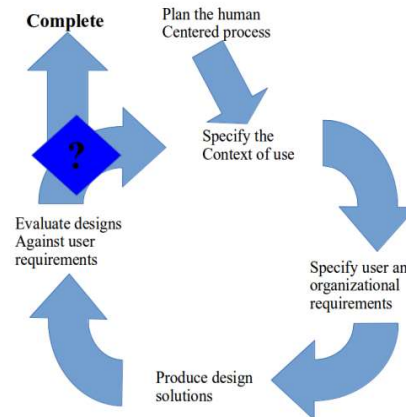 Complete
Plan the human
Centered process
Specify the
Context of use
?
Evaluate designs
Against user
requirements
Specify user an
organizational
requirements
Produce design
solutions